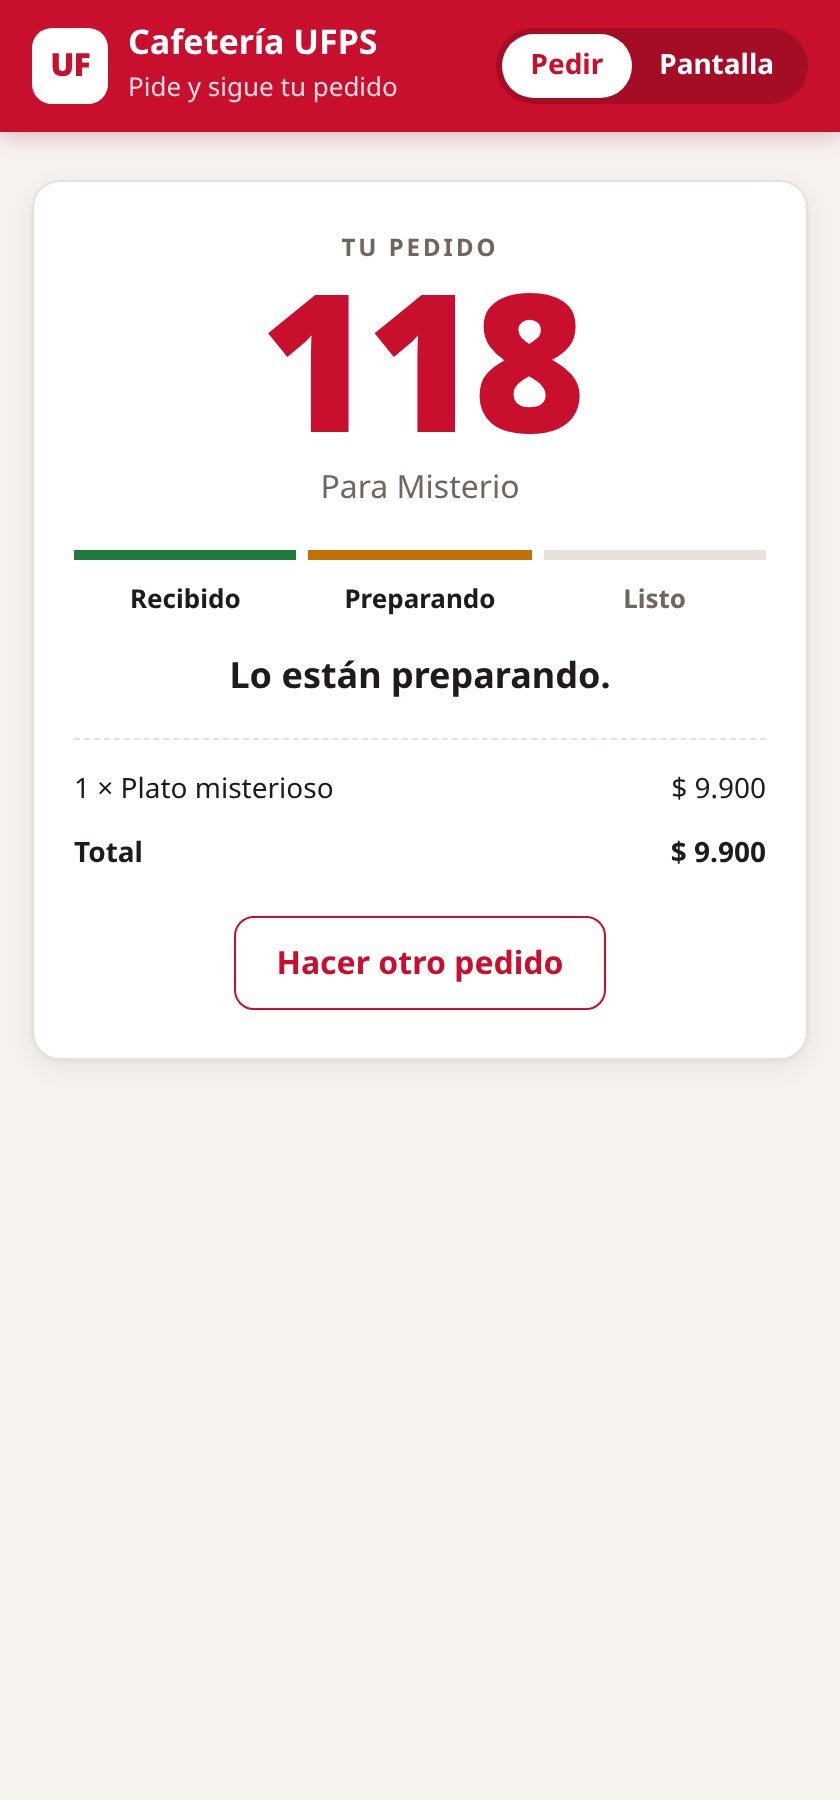 UF
Cafetería UFPS
Pide y sigue tu pedido
Pedir
Pantalla
TU PEDIDO
118
Para Misterio
Recibido
Preparando
Listo
Lo están preparando.
1 × Plato misterioso $ 9.900
Total $ 9.900
Hacer otro pedido